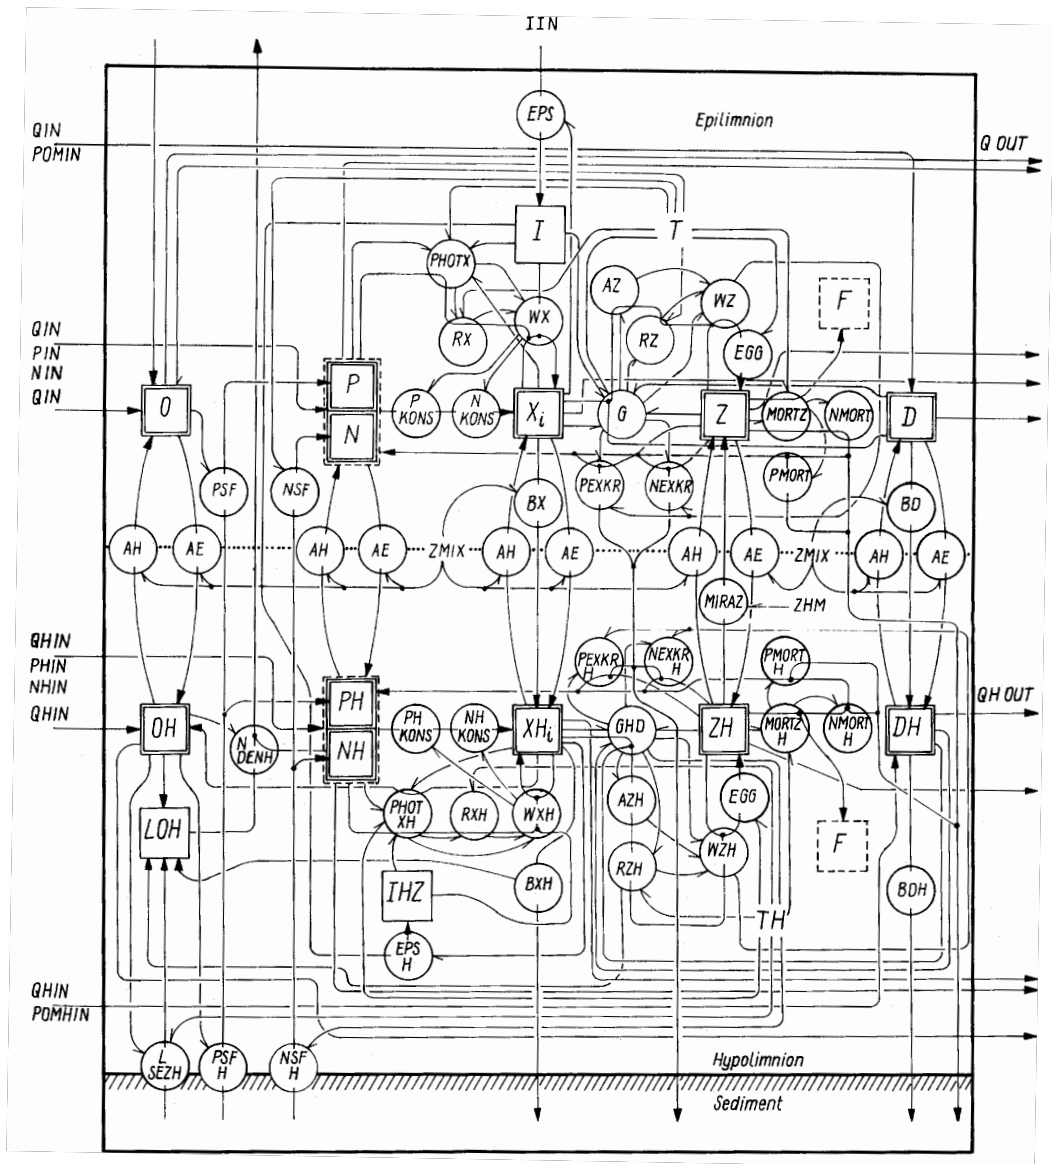 IIN
EPS
Epilimnion
QIN
POMIN
Q OUT
I
T
PHOTX
AZ
WZ
F
WX
RX
RZ
EGG
QIN
PIN
NIN
QIN
O
P
N
P
KONS
N
KONS
Xi
G
Z
MORTZ
NMORT
D
PSF
NSF
PEXKR
NEXKR
PMORT
BX
BD
AH
AE
AH
AE
ZMIX
AH
AE
AH
AE
ZMIX
AH
AE
MIRAZ
ZHM
QHIN
PHIN
NHIN
QHIN
PEXKR
H
NEXKR
H
PMORT
H
QH OUT
OH
N
DENH
PH
NH
PH
KONS
NH
KONS
XHi
GHD
ZH
MORTZ
H
NMORT
H
DH
LOH
PHOT
XH
RXH
WXH
AZH
EGG
WZH
F
RZH
IHZ
BXH
BDH
TH
EPS
H
QHIN
POMHIN
L
SEZH
PSF
H
NSF
H
Hypolimnion
Sediment